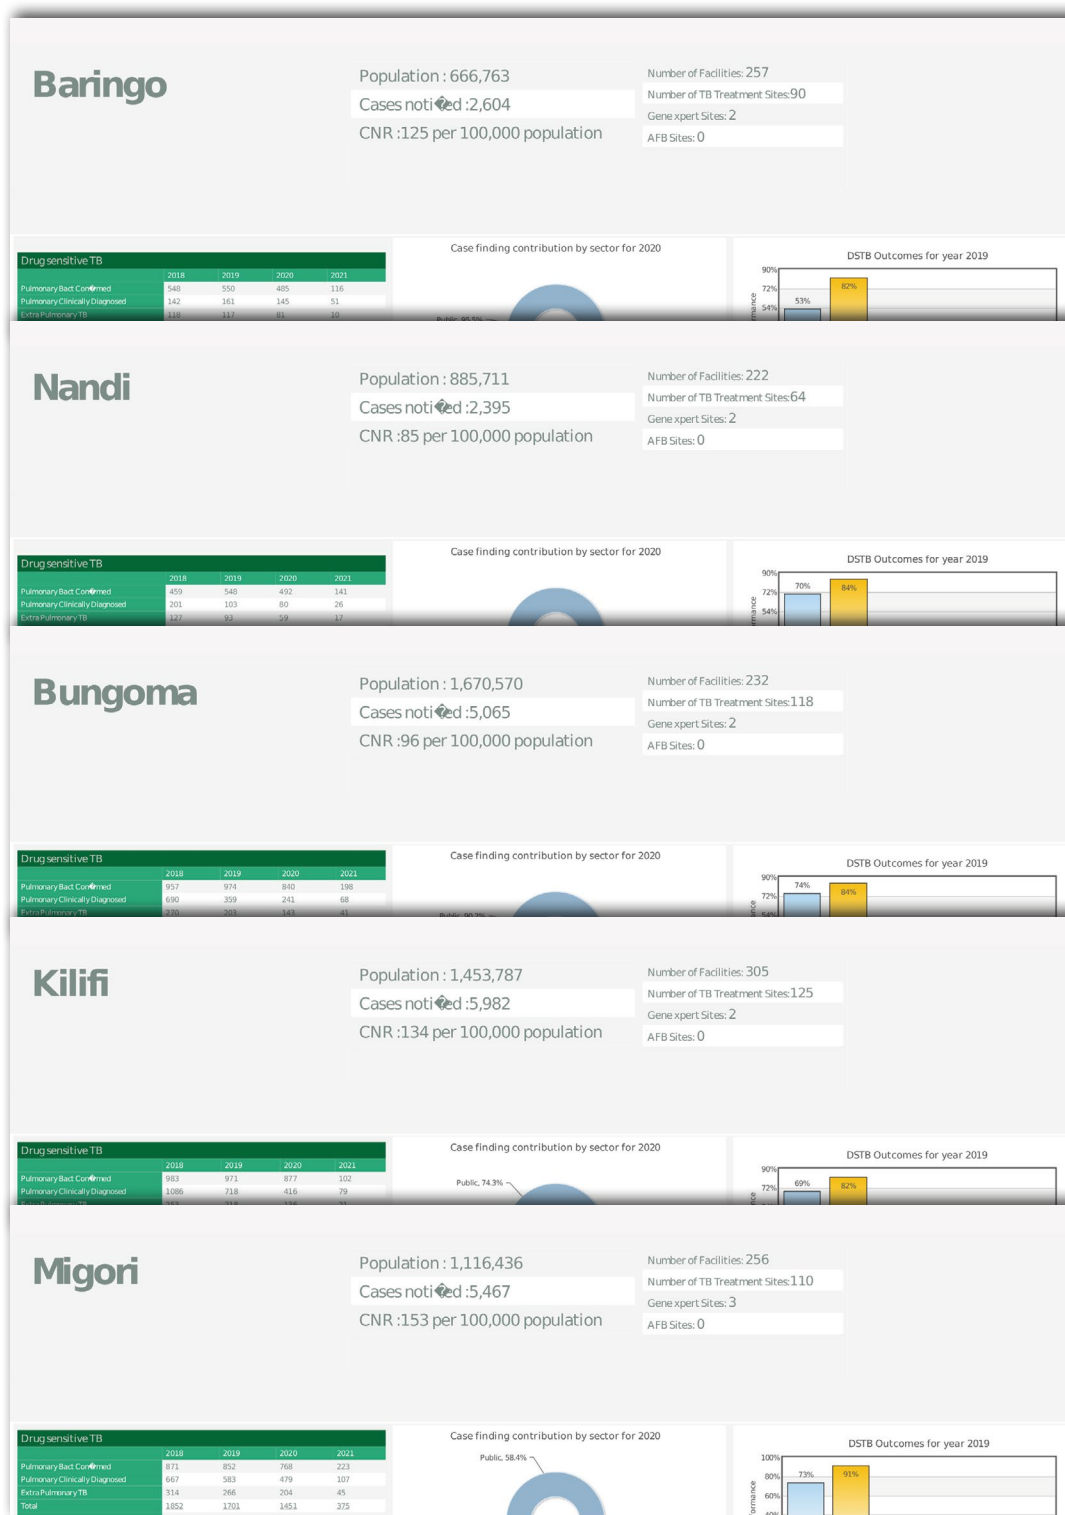 Baringo
Population : 666,763
Cases noti�ed :2,604
CNR :125 per 100,000 population
Number of Facilities: 257
Number of TB Treatment Sites:90
Gene xpert Sites: 2
AFB Sites: 0
Drug sensitive TB
2018 2019 2020 2021
Pulmonary Bact Con�rmed 548 550 485 116
Pulmonary Clinically Diagnosed 142 161 145 51
Extra Pulmonary TB 118 117 81 10
Case finding contribution by sector for 2020
Public, 95.5%
DSTB Outcomes for year 2019
90%
72%
54%
53%
82%
Nandi
Population : 885,711
Cases noti�ed :2,395
CNR :85 per 100,000 population
Number of Facilities: 222
Number of TB Treatment Sites:64
Gene xpert Sites: 2
AFB Sites: 0
Drug sensitive TB
2018 2019 2020 2021
Pulmonary Bact Con�rmed 459 548 492 141
Pulmonary Clinically Diagnosed 201 103 80 26
Extra Pulmonary TB 127 93 59 17
Case finding contribution by sector for 2020
DSTB Outcomes for year 2019
90%
72%
54%
70%
84%
Bungoma
Population : 1,670,570
Cases noti�ed :5,065
CNR :96 per 100,000 population
Number of Facilities: 232
Number of TB Treatment Sites:118
Gene xpert Sites: 2
AFB Sites: 0
Drug sensitive TB
2018 2019 2020 2021
Pulmonary Bact Con�rmed 957 974 840 198
Pulmonary Clinically Diagnosed 690 359 241 68
Extra Pulmonary TB 270 203 143 41
Case finding contribution by sector for 2020
DSTB Outcomes for year 2019
90%
72%
54%
74%
84%
Kilifi
Population : 1,453,787
Cases noti�ed :5,982
CNR :134 per 100,000 population
Number of Facilities: 305
Number of TB Treatment Sites:125
Gene xpert Sites: 2
AFB Sites: 0
Drug sensitive TB
2018 2019 2020 2021
Pulmonary Bact Con�rmed 983 971 877 102
Pulmonary Clinically Diagnosed 1086 718 416 79
Case finding contribution by sector for 2020
Public, 74.3%
DSTB Outcomes for year 2019
90%
72%
69%
82%
Migori
Population : 1,116,436
Cases noti�ed :5,467
CNR :153 per 100,000 population
Number of Facilities: 256
Number of TB Treatment Sites:110
Gene xpert Sites: 3
AFB Sites: 0
Drug sensitive TB
2018 2019 2020 2021
Pulmonary Bact Con�rmed 871 852 768 223
Pulmonary Clinically Diagnosed 667 583 479 107
Extra Pulmonary TB 314 266 204 45
Total 1852 1701 1451 375
Case finding contribution by sector for 2020
Public, 58.4%
DSTB Outcomes for year 2019
100%
80%
60%
73%
91%